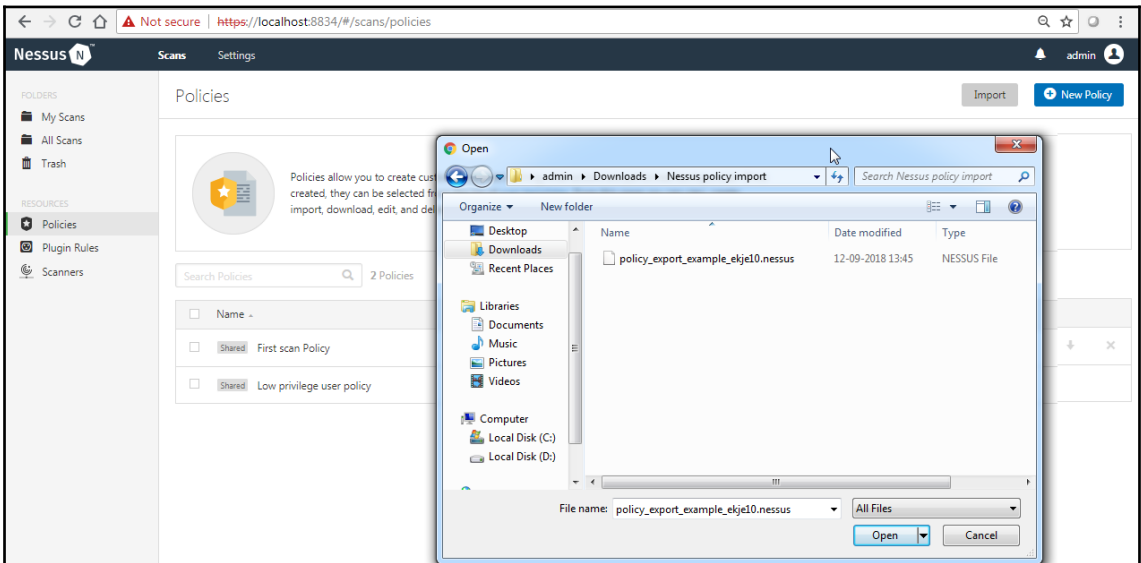 Not secure | https://localhost:8834/#/scans/policies
Nessus N
Scans Settings
admin
FOLDERS
My Scans
All Scans
Trash
RESOURCES
Policies
Plugin Rules
Scanners
Policies
Import
New Policy
Policies allow you to create cust
created, they can be selected fr
import, download, edit, and del
Search Policies
2 Policies
Name
Shared First scan Policy
Shared Low privilege user policy
Open
admin Downloads Nessus policy import
Search Nessus policy import
Organize New folder
Desktop
Downloads
Recent Places
Libraries
Documents
Music
Pictures
Videos
Computer
Local Disk (C:)
Local Disk (D:)
Name Date modified Type
policy_export_example_ekje10.nessus 12-09-2018 13:45 NESSUS File
File name: policy_export_example_ekje10.nessus All Files
Open Cancel